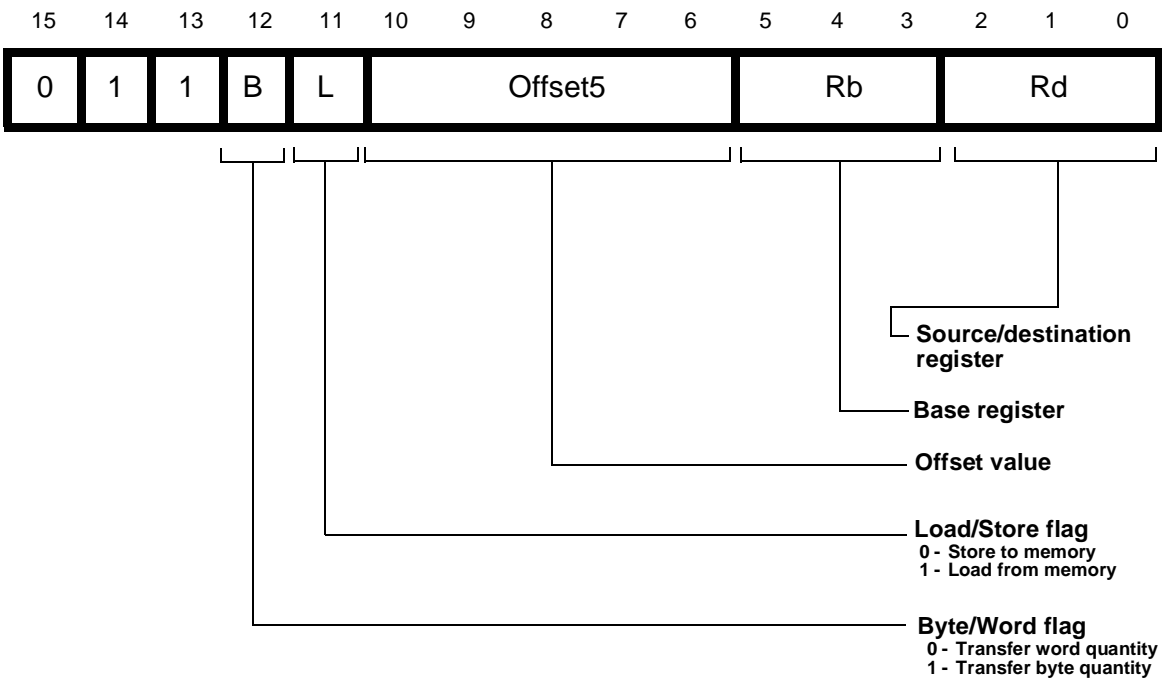 15 14 13 12 11 10 9 8 7 6 5 4 3 2 1 0
0 1 1 B L Offset5 Rb Rd
Source/destination
register
Base register
Offset value
Load/Store flag
0 - Store to memory
1 - Load from memory
Byte/Word flag
0 - Transfer word quantity
1 - Transfer byte quantity